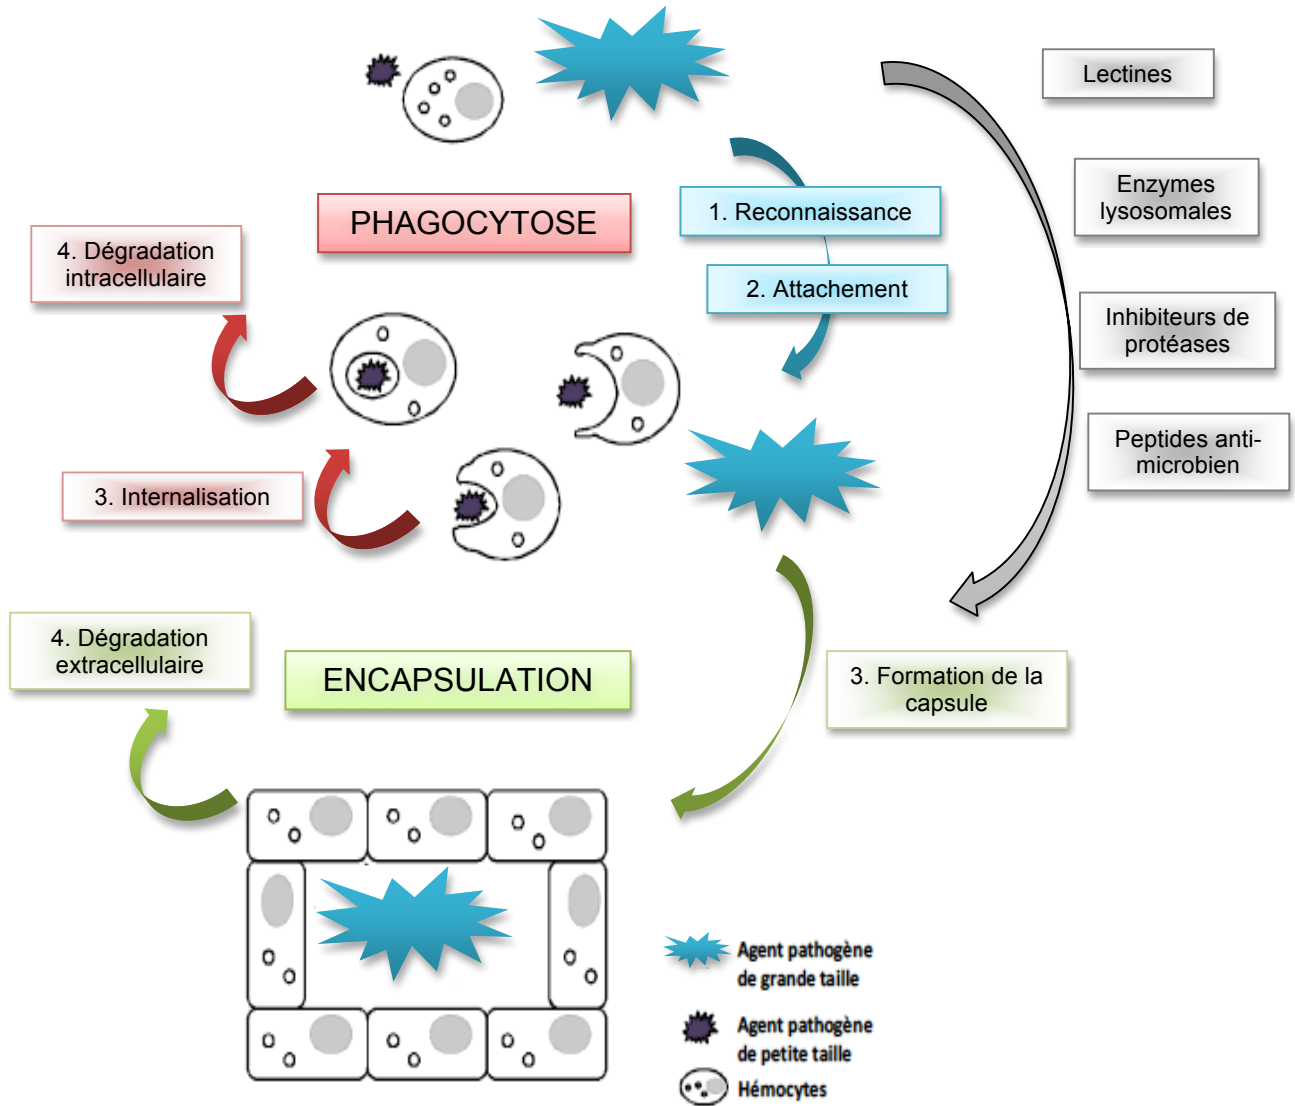 Lectines
Enzymes
lysosomales
PHAGOCYTOSE
1. Reconnaissance
4. Dégradation
intracellulaire
2. Attachement
Inhibiteurs de
protéases
Peptides anti-
microbien
3. Internalisation
4. Dégradation
extracellulaire
ENCAPSULATION
3. Formation de la
capsule
Agent pathogène
de grande taille
Agent pathogène
de petite taille
Hémocytes